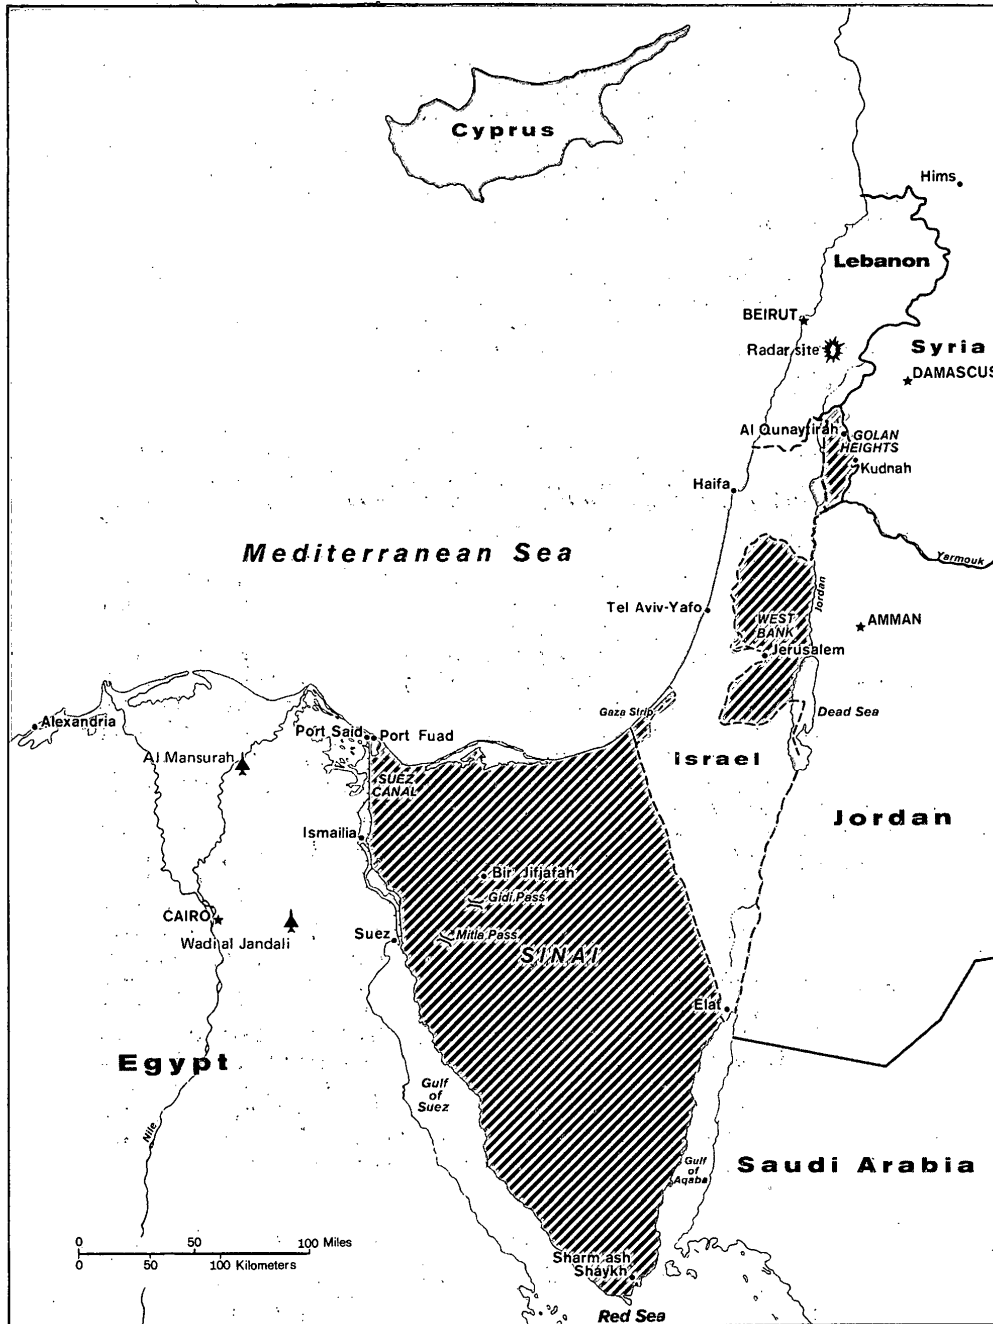 Cyprus
Hims
Lebanon
BEIRUT
Radar site
Syria
DAMASCUS
Al Qunaytirah
GOLAN
HEIGHTS
Kudnah
Haifa
Mediterranean Sea
Yarmouk
Jordan
Tel Aviv-Yafo
WEST
BANK
AMMAN
Jerusalem
Gaza Strip
Dead Sea
Alexandria
Port Said
Port Fuad
Al Mansurah
israel
SUEZ
CANAL
Jordan
Ismailia
Bir' Jifjafah
Gidi Pass
CAIRO
Wadi al Jandali
Suez
Mitla Pass
SINAI
Elat
Egypt
Gulf
of
Suez
Nile
Gulf
of
Aqaba
Saudi Arabia
0 50 100 Miles
0 50 100 Kilometers
Sharm ash
Shaykh
Red Sea